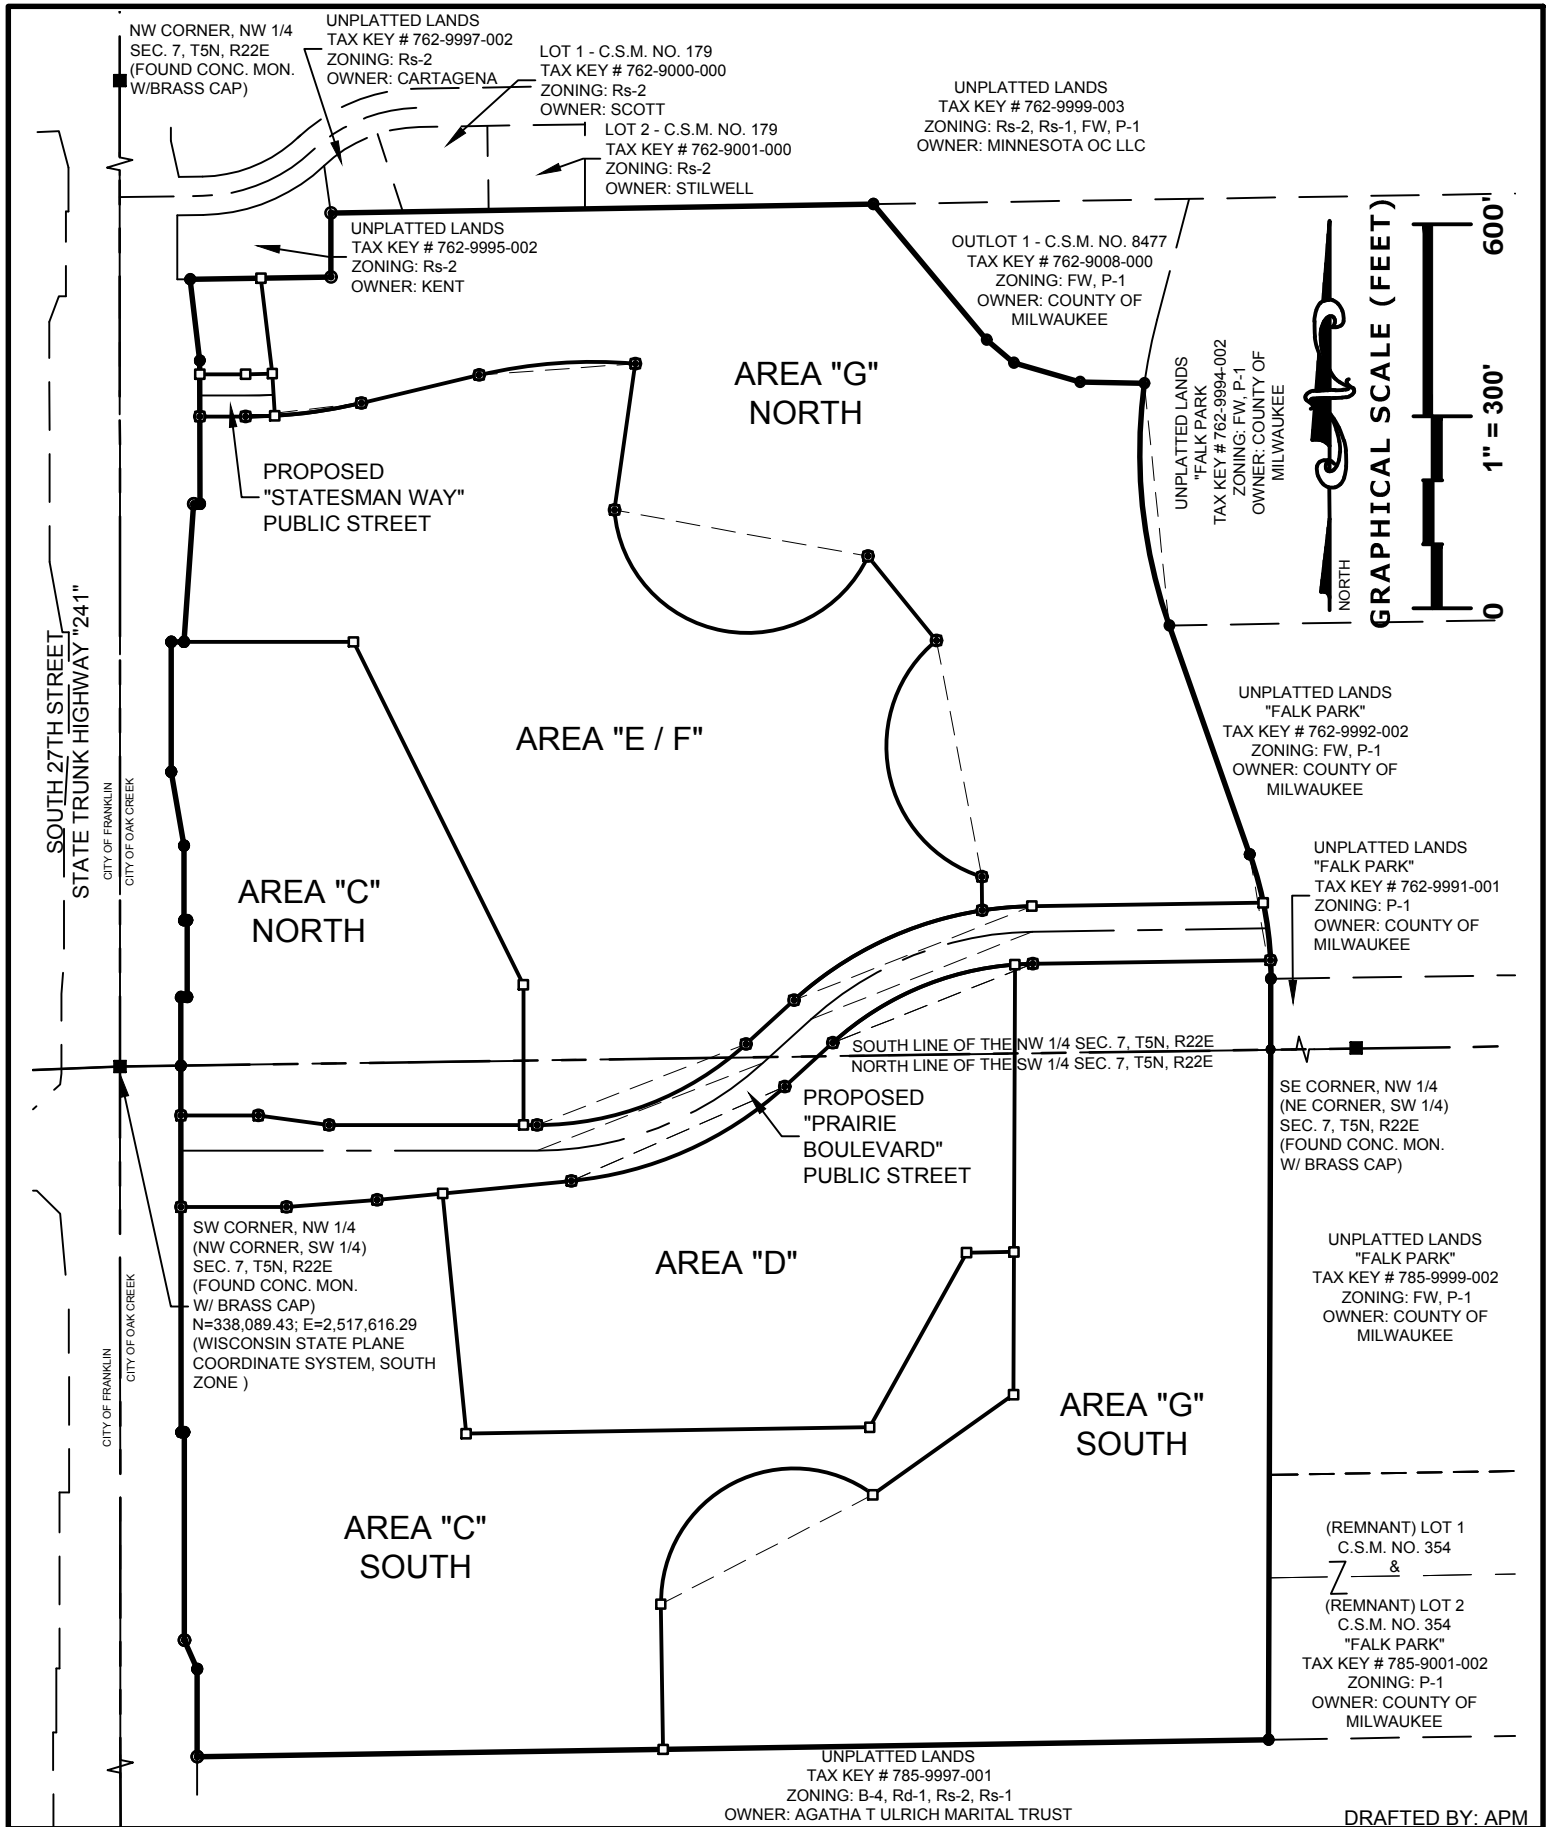 NW CORNER, NW 1/4
SEC. 7, T5N, R22E
(FOUND CONC. MON.
W/BRASS CAP)
UNPLATTED LANDS
TAX KEY # 762-9997-002
ZONING: Rs-2
OWNER: CARTAGENA
LOT 1 - C.S.M. NO. 179
TAX KEY # 762-9000-000
ZONING: Rs-2
OWNER: SCOTT
LOT 2 - C.S.M. NO. 179
TAX KEY # 762-9001-000
ZONING: Rs-2
OWNER: STILWELL
UNPLATTED LANDS
TAX KEY # 762-9999-003
ZONING: Rs-2, Rs-1, FW, P-1
OWNER: MINNESOTA OC LLC
UNPLATTED LANDS
TAX KEY # 762-9995-002
ZONING: Rs-2
OWNER: KENT
OUTLOT 1 - C.S.M. NO. 8477
TAX KEY # 762-9008-000
ZONING: FW, P-1
OWNER: COUNTY OF
MILWAUKEE
UNPLATTED LANDS
"FALK PARK"
TAX KEY # 762-9994-002
ZONING: FW, P-1
OWNER: COUNTY OF
MILWAUKEE
NORTH
GRAPHICAL SCALE (FEET)
0
1" = 300'
600'
AREA "G"
NORTH
PROPOSED
"STATESMAN WAY"
PUBLIC STREET
SOUTH 27TH STREET
STATE TRUNK HIGHWAY "241"
CITY OF FRANKLIN
CITY OF OAK CREEK
AREA "E / F"
UNPLATTED LANDS
"FALK PARK"
TAX KEY # 762-9992-002
ZONING: FW, P-1
OWNER: COUNTY OF
MILWAUKEE
AREA "C"
NORTH
UNPLATTED LANDS
"FALK PARK"
TAX KEY # 762-9991-001
ZONING: P-1
OWNER: COUNTY OF
MILWAUKEE
SOUTH LINE OF THE NW 1/4 SEC. 7, T5N, R22E
NORTH LINE OF THE SW 1/4 SEC. 7, T5N, R22E
PROPOSED
"PRAIRIE
BOULEVARD"
PUBLIC STREET
SE CORNER, NW 1/4
(NE CORNER, SW 1/4)
SEC. 7, T5N, R22E
(FOUND CONC. MON.
W/ BRASS CAP)
SW CORNER, NW 1/4
(NW CORNER, SW 1/4)
SEC. 7, T5N, R22E
(FOUND CONC. MON.
W/ BRASS CAP)
N=338,089.43; E=2,517,616.29
(WISCONSIN STATE PLANE
COORDINATE SYSTEM, SOUTH
ZONE )
CITY OF FRANKLIN
CITY OF OAK CREEK
AREA "D"
UNPLATTED LANDS
"FALK PARK"
TAX KEY # 785-9999-002
ZONING: FW, P-1
OWNER: COUNTY OF
MILWAUKEE
AREA "G"
SOUTH
AREA "C"
SOUTH
(REMNANT) LOT 1
C.S.M. NO. 354
&
(REMNANT) LOT 2
C.S.M. NO. 354
"FALK PARK"
TAX KEY # 785-9001-002
ZONING: P-1
OWNER: COUNTY OF
MILWAUKEE
UNPLATTED LANDS
TAX KEY # 785-9997-001
ZONING: B-4, Rd-1, Rs-2, Rs-1
OWNER: AGATHA T ULRICH MARITAL TRUST
DRAFTED BY: APM